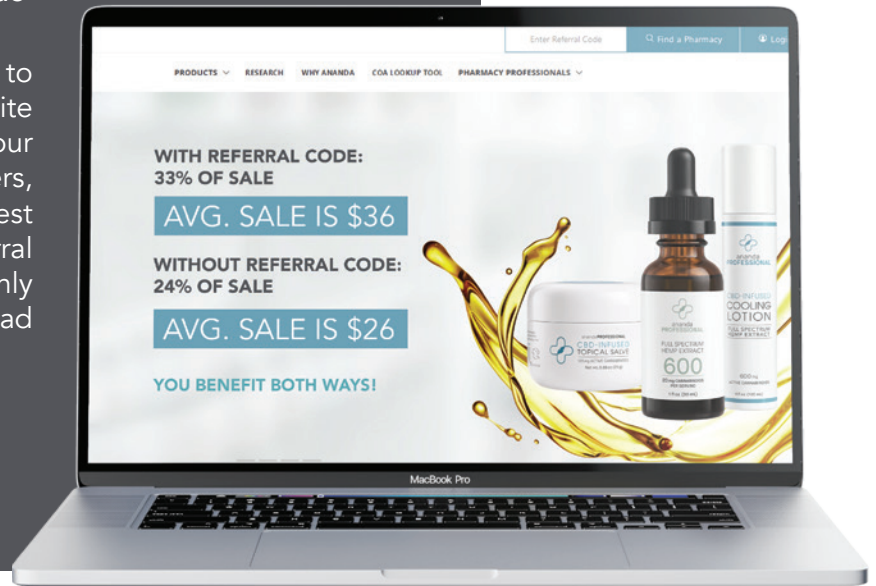 to
ite
our
ers,
est
rral
nly
ad
Enter Referral Code
Find a Pharmacy
Logi
PRODUCTS
RESEARCH
WHY ANANDA
COA LOOKUP TOOL
PHARMACY PROFESSIONALS
WITH REFERRAL CODE:
33% OF SALE
AVG. SALE IS $36
WITHOUT REFERRAL CODE:
24% OF SALE
AVG. SALE IS $26
YOU BENEFIT BOTH WAYS!
CBD-INFUSED
TOPICAL SALVE
ananda
PROFESSIONAL
FULL SPECTRUM
HEMP EXTRACT
600
ananda
PROFESSIONAL
CBD-INFUSED
COOLING
LOTION
FULL SPECTRUM
HEMP EXTRACT
600mg
MacBook Pro